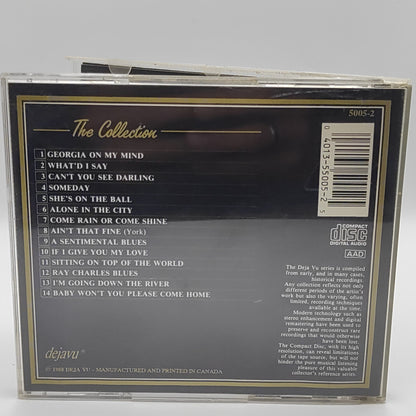 5005-2
The Collection
1 GEORGIA ON MY MIND
2 WHAT'D I SAY
3 CAN'T YOU SEE DARLING
4 SOMEDAY
5 SHE'S ON THE BALL
6 ALONE IN THE CITY
7 COME RAIN OR COME SHINE
8 AIN'T THAT FINE (York)
9 A SENTIMENTAL BLUES
10 IF I GIVE YOU MY LOVE
11 SITTING ON TOP OF THE WORLD
12 RAY CHARLES BLUES
13 I'M GOING DOWN THE RIVER
14 BABY WON'T YOU PLEASE COME HOME
0 4013-55005-2 5
COMPACT
disc
DIGITAL AUDIO
AAD
The Deja Vu series is compiled
from early, and in many cases,
historical recordings.
Any collection reflects not only
different periods of the artist's
work but also the varying, often
limited, recording techniques
available at the time.
Modern technology such as
stereo enhancement and digital
remastering have been used to
preserve and reconstruct rare
recordings that would otherwise
have been lost.
The Compact Disc, with its high
resolution, can reveal limitations
of the tape source, but will not
hinder the pure musical listening
pleasure of this valuable
collector's reference series.
dejavu
© 1988 DEJA VU - MANUFACTURED AND PRINTED IN CANADA